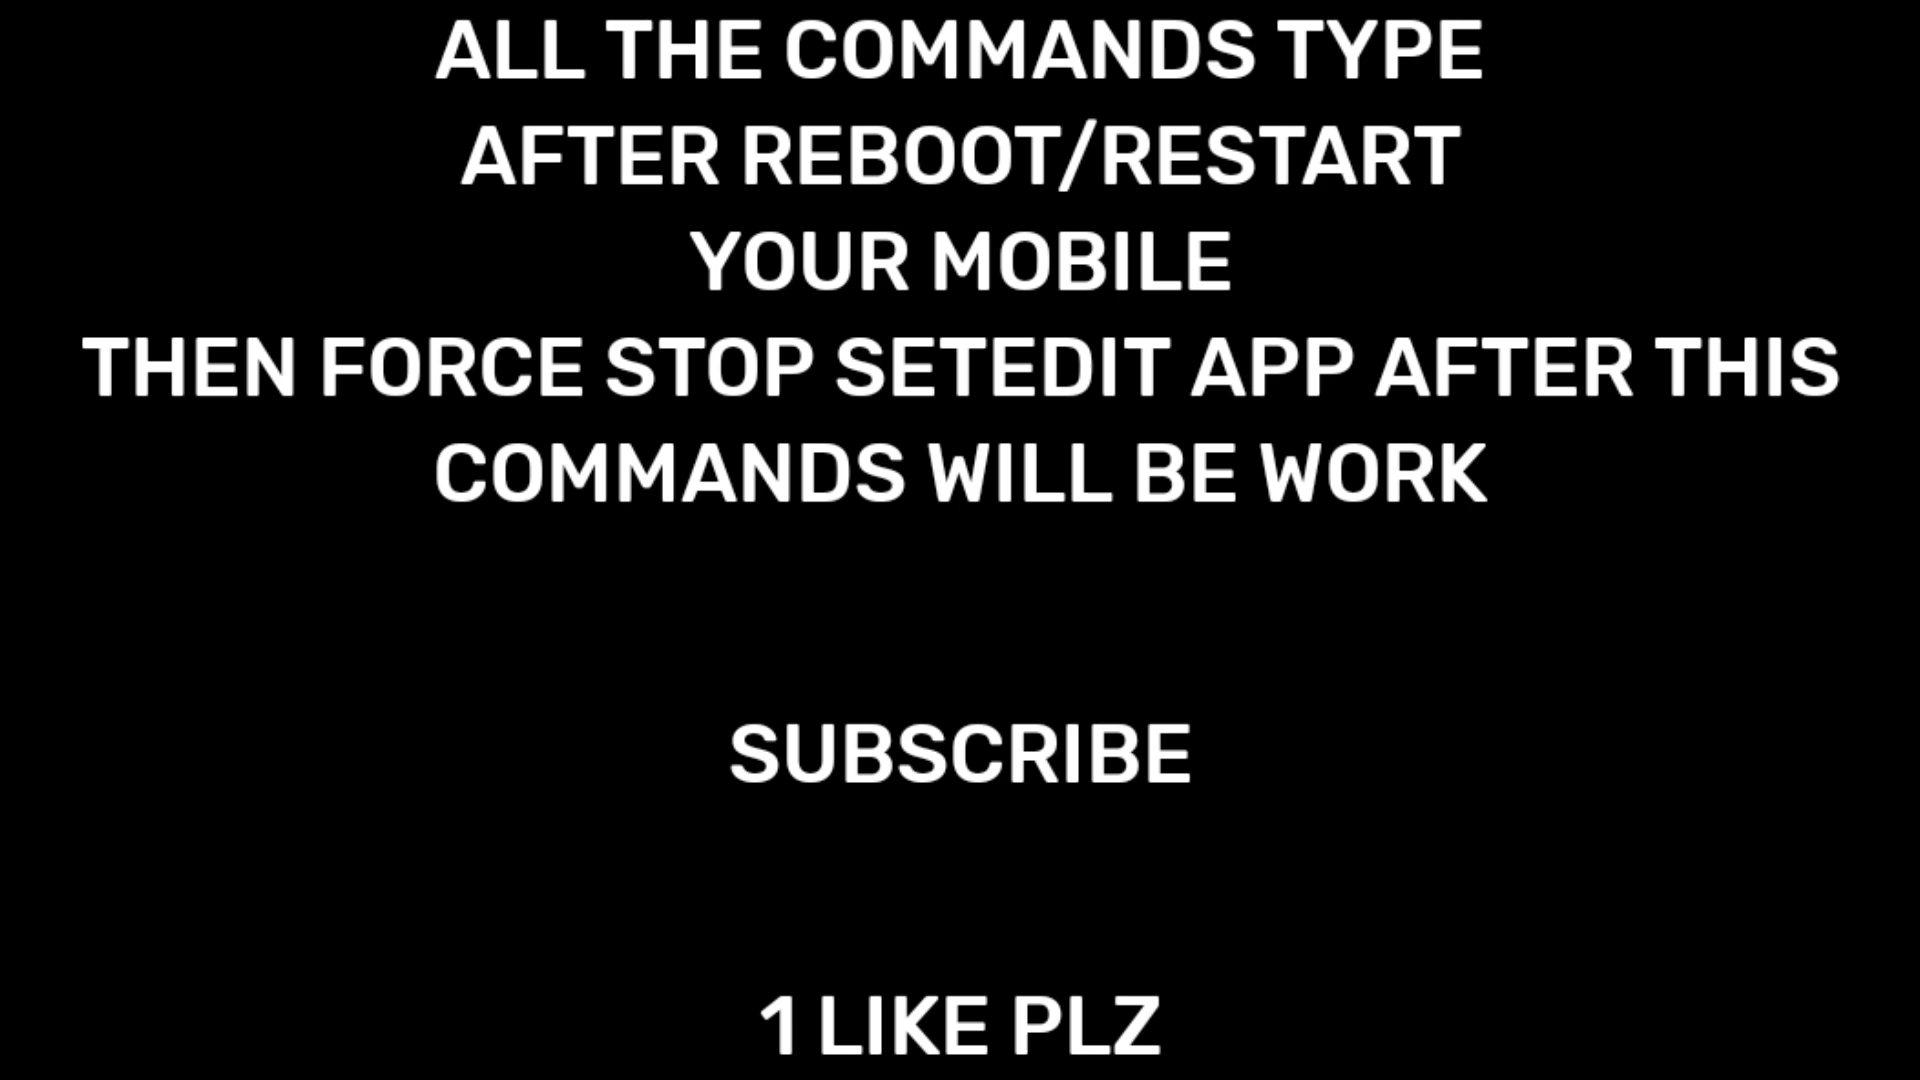 ALL THE COMMANDS TYPE
AFTER REBOOT/RESTART
YOUR MOBILE
THEN FORCE STOP SETEDIT APP AFTER THIS
COMMANDS WILL BE WORK
SUBSCRIBE
1 LIKE PLZ